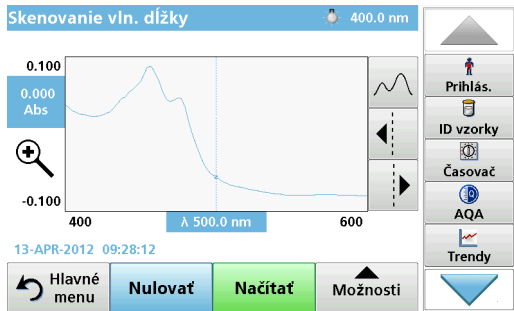 Skenovanie vln. dĺžky
400.0 nm
0.100
0.000
Abs
-0.100
400
λ 500.0 nm
600
13-APR-2012 09:28:12
Hlavné
menu
Nulovať
Načítať
Možnosti
Prihlás.
ID vzorky
Časovač
AQA
Trendy